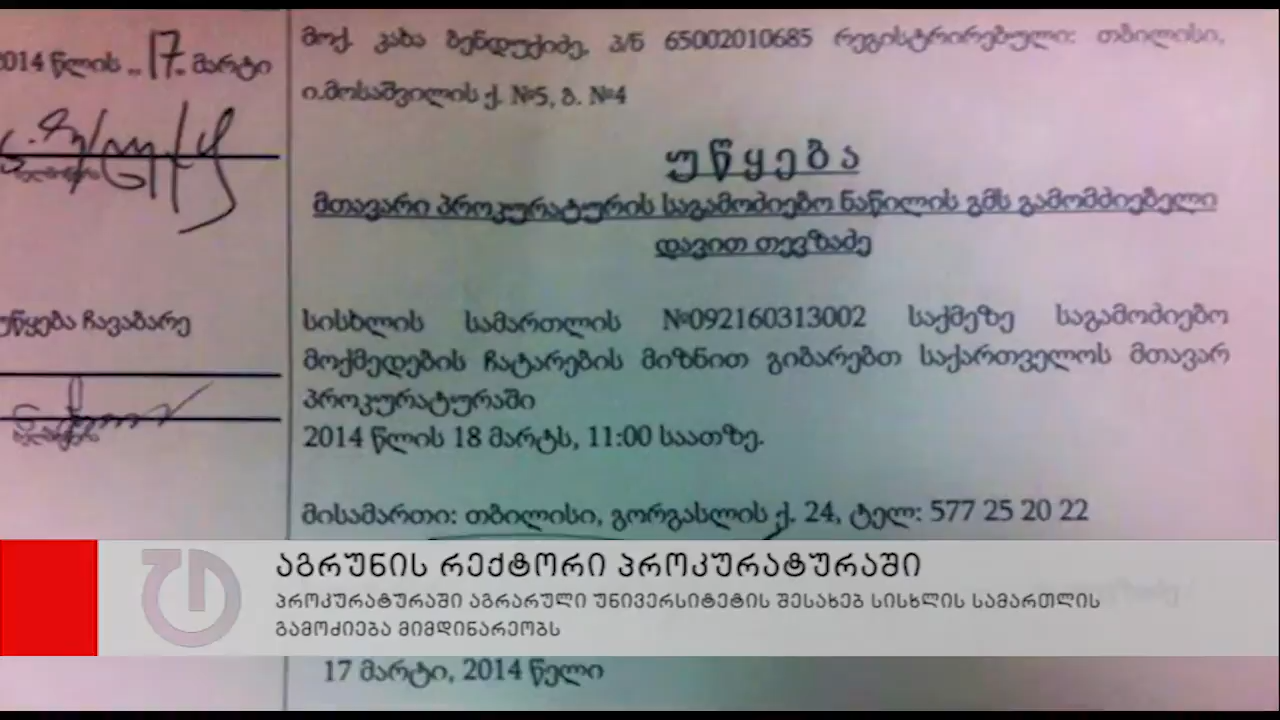 2014 წლის „ 17 „ მარტი
უწყება ჩავაბარე
მოქ. კახა ბენდუქიძე, პ/ნ 65002010685 რეგისტრირებული: თბილისი,
ი.მოსაშვილის ქ. №5, ბ. №4
უწყება
მთავარი პროკურატურის საგამოძიებო ნაწილის გმს გამომძიებელი
დავით თევზაძე
სისხლის სამართლის №092160313002 საქმეზე საგამოძიებო
მოქმედების ჩატარების მიზნით გიბარებთ საქართველოს მთავარ
პროკურატურაში
2014 წლის 18 მარტს, 11:00 საათზე.
მისამართი: თბილისი, გორგასლის ქ. 24, ტელ: 577 25 20 22
აგრუნის რექტორი პროკურატურაში
პროკურატურაში აგრარული უნივერსიტეტის შესახებ სისხლის სამართლის
გამოძიება მიმდინარეობს
17 მარტი, 2014 წელი